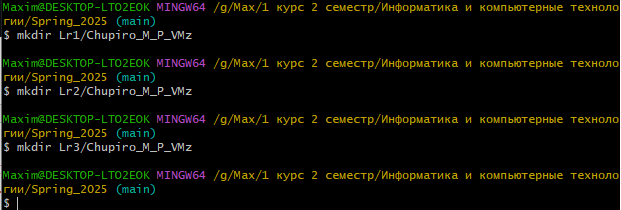 Maxim@DESKTOP-LTO2EOK MINGW64 /g/Max/1 курс 2 семестр/Информатика и компьютерные техноло
гии/Spring_2025 (main)
$ mkdir Lr1/Chupiro_M_P_VMz
Maxim@DESKTOP-LTO2EOK MINGW64 /g/Max/1 курс 2 семестр/Информатика и компьютерные техноло
гии/Spring_2025 (main)
$ mkdir Lr2/Chupiro_M_P_VMz
Maxim@DESKTOP-LTO2EOK MINGW64 /g/Max/1 курс 2 семестр/Информатика и компьютерные техноло
гии/Spring_2025 (main)
$ mkdir Lr3/Chupiro_M_P_VMz
Maxim@DESKTOP-LTO2EOK MINGW64 /g/Max/1 курс 2 семестр/Информатика и компьютерные техноло
гии/Spring_2025 (main)
$